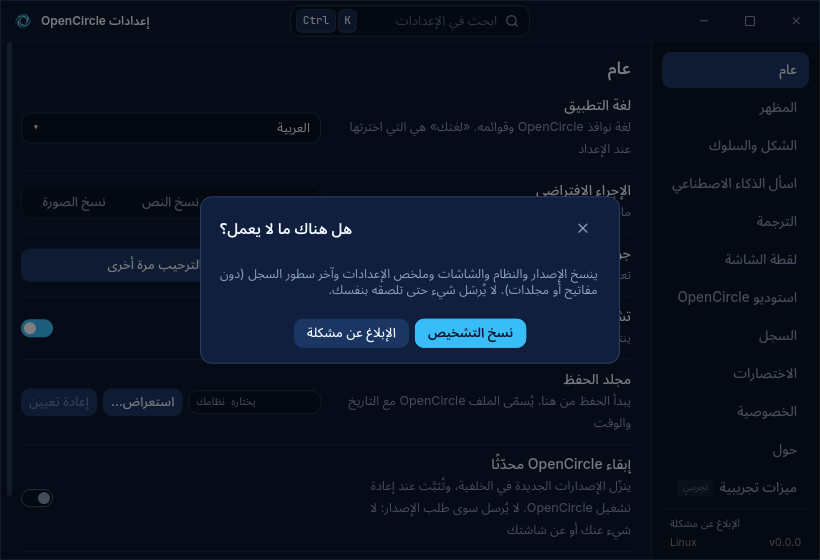 إعدادات OpenCircle
ابحث في الإعدادات
Ctrl K
عام
المظهر
الشكل والسلوك
اسأل الذكاء الاصطناعي
الترجمة
لقطة الشاشة
استوديو OpenCircle
السجل
الاختصارات
الخصوصية
حول
ميزات تجريبية تجريبي
الإبلاغ عن مشكلة
v0.0.0 Linux
عام
لغة التطبيق
لغة نوافذ OpenCircle وقوائمه. «لغتك» هي التي اخترتها
عند الإعداد
العربية
الإجراء الافتراضي
نسخ النص
نسخ الصورة
الترحيب مرة أخرى
هل هناك ما لا يعمل؟
ينسخ الإصدار والنظام والشاشات وملخص الإعدادات وآخر سطور السجل (دون
مفاتيح أو مجلدات). لا يُرسَل شيء حتى تلصقه بنفسك.
نسخ التشخيص
الإبلاغ عن مشكلة
مجلد الحفظ
يبدأ الحفظ من هنا. يُسمّى الملف OpenCircle مع التاريخ
والوقت
يختاره نظامك
استعراض...
إعادة تعيين
إبقاء OpenCircle محدّثًا
ينزّل الإصدارات الجديدة في الخلفية، وتُثبَّت عند إعادة
تشغيل OpenCircle. لا يُرسل سوى طلب الإصدار: لا
شيء عنك أو عن شاشتك